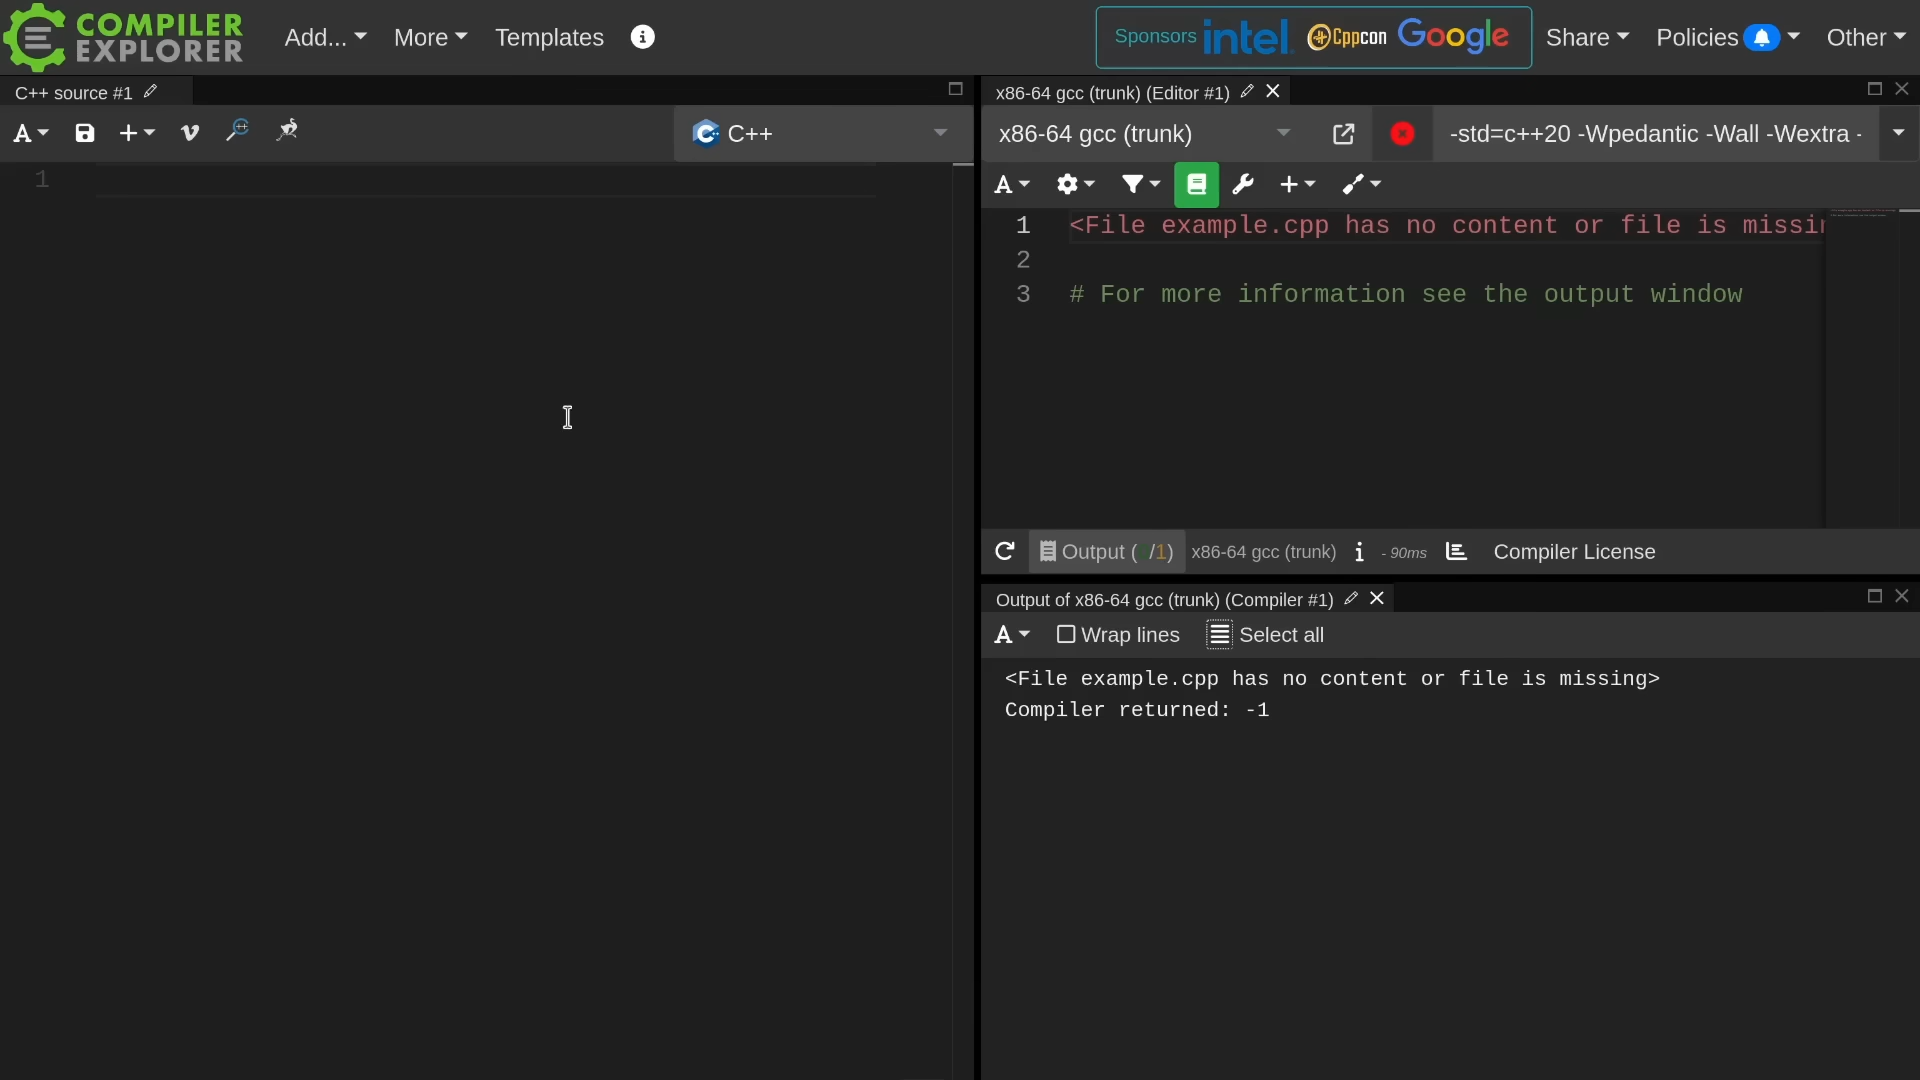 COMPILER
EXPLORER
Add...
More
Templates
Sponsors intel. Cppcon Google
Share
Policies
Other
C++ source #1
A
C++
1
x86-64 gcc (trunk) (Editor #1)
x86-64 gcc (trunk)
-std=c++20 -Wpedantic -Wall -Wextra -
A
1 <File example.cpp has no content or file is missin
2
3 # For more information see the output window
Output ( /1) x86-64 gcc (trunk) i - 90ms Compiler License
Output of x86-64 gcc (trunk) (Compiler #1)
A Wrap lines Select all
<File example.cpp has no content or file is missing>
Compiler returned: -1